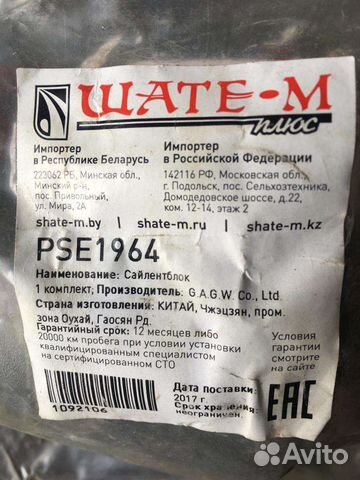 ШАТЕ-М
ПЛЮС
Импортер
в Республике Беларусь
223062 РБ, Минская обл.,
Минский р-н,
пос. Привольный,
ул. Мира, 2А
Импортер
в Российской Федерации
142116 РФ, Московская обл.,
г. Подольск, пос. Сельхозтехника,
Домодедовское шоссе, д.22,
ком. 12-14, этаж 2
shate-m.by | shate-m.ru | shate-m.kz
PSE1964
Наименование: Сайлентблок
1 комплект; Производитель: G.A.G.W. Co., Ltd.
Страна изготовления: КИТАЙ, Чжэцзян, пром.
зона Оухай, Гаосян Рд.
Гарантийный срок: 12 месяцев либо
20000 км пробега при условии установки
квалифицированным специалистом
на сертифицированном СТО
Условия
гарантии
смотрите
на сайте
1092106
Дата поставки:
2017 г.
Срок хранения:
неограничен
ЕАС
Avito